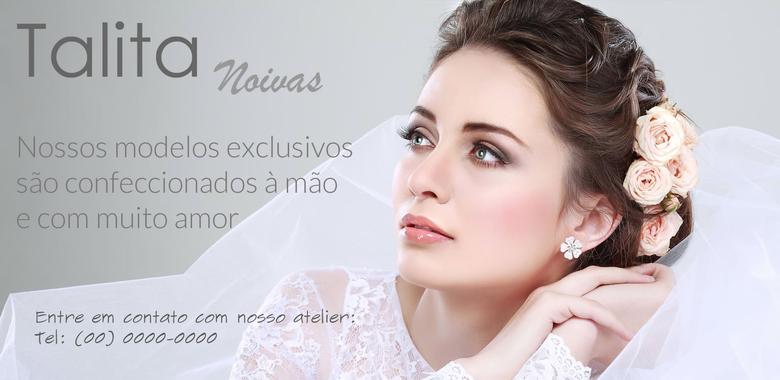 Talita Noivas
Nossos modelos exclusivos
são confeccionados à mão
e com muito amor
Entre em contato com nosso atelier:
Tel: (00) 0000-0000